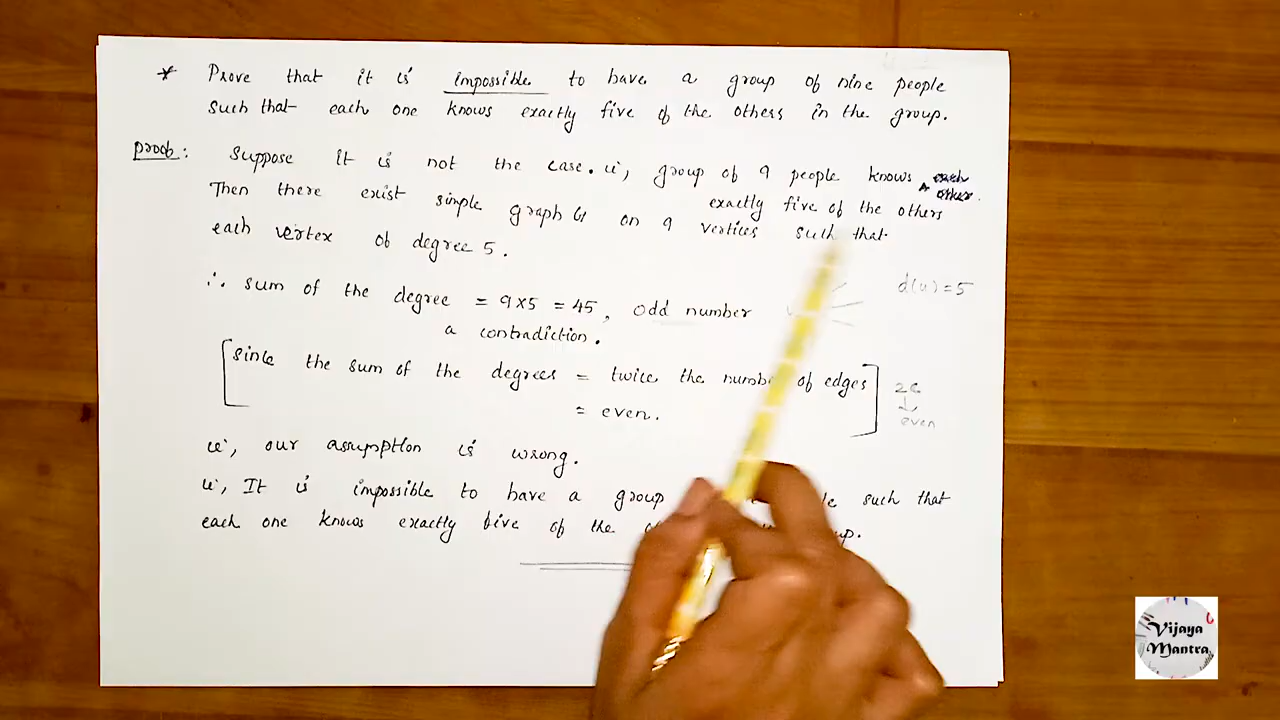 * Prove that it is impossible to have a group of nine people
such that each one knows exactly five of the others in the group.
Proof: Suppose it is not the case. ie, group of 9 people knows
exactly five of the others
Then there exist simple graph G on 9 vertices such that
each vertex of degree 5.
∴ sum of the degree = 9x5 = 45, odd number
a contradiction.
d(v)=5
[since the sum of the degrees = twice the number of edges
= even.]
2e
↓
even
ie, our assumption is wrong.
ie, It is impossible to have a group such that
each one knows exactly five of the
Vijaya
Mantra